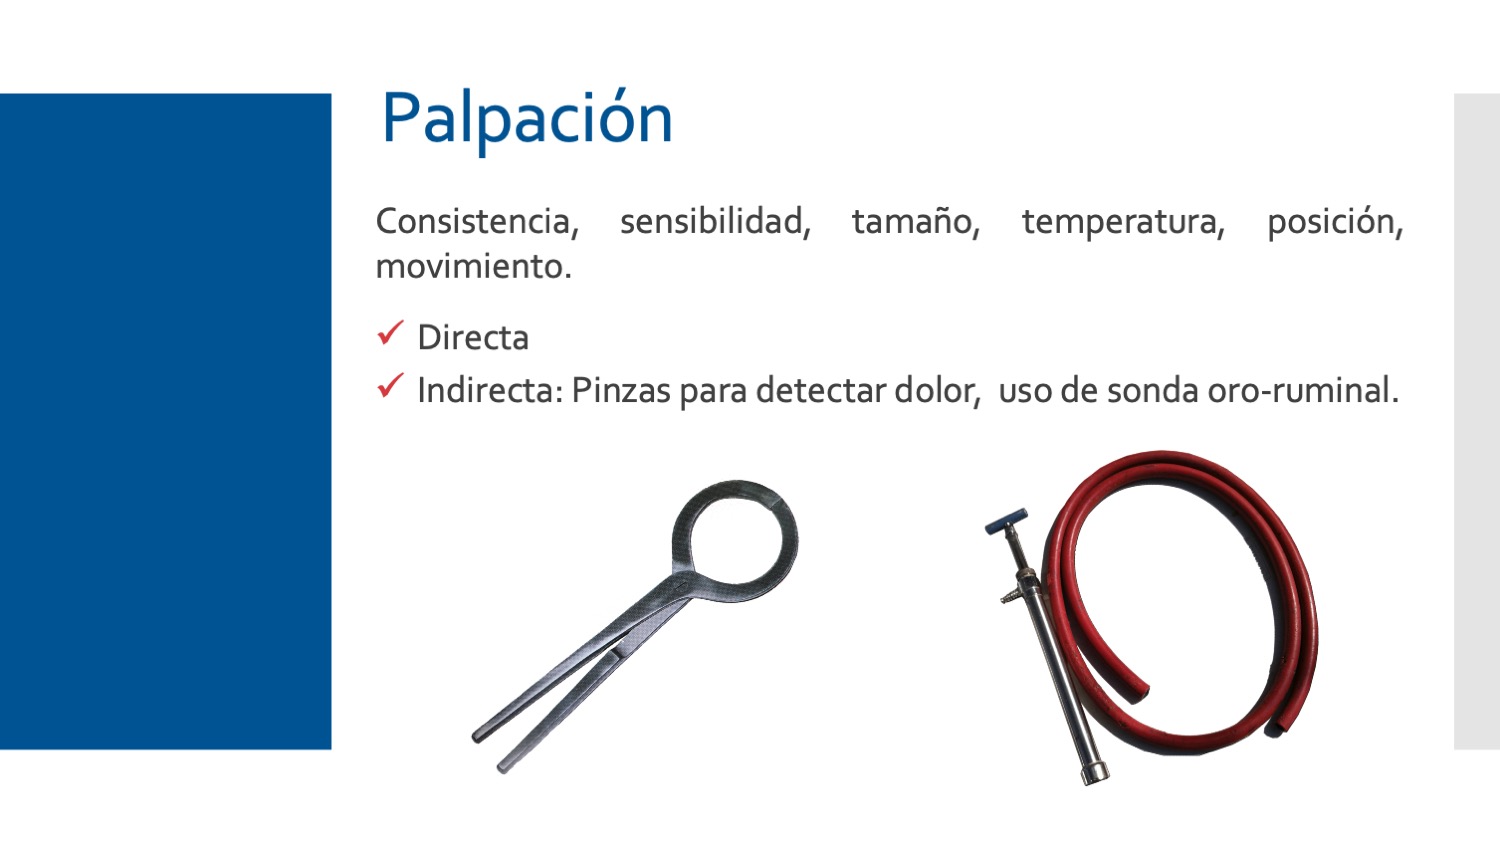 Palpación
Consistencia, sensibilidad, tamaño, temperatura, posición,
movimiento.
✓ Directa
✓ Indirecta: Pinzas para detectar dolor, uso de sonda oro-ruminal.